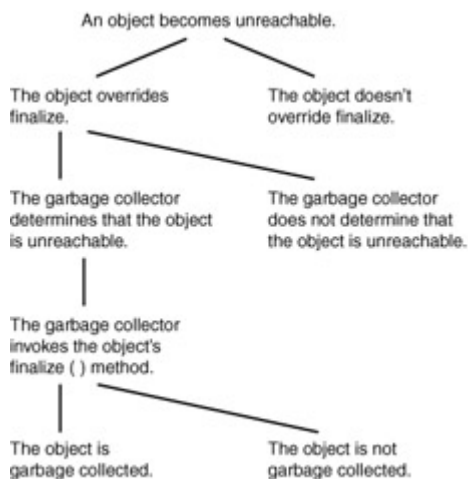 An object becomes unreachable.
The object overrides
finalize.
The object doesn't
override finalize.
The garbage collector
determines that the object
is unreachable.
The garbage collector
does not determine that
the object is unreachable.
The garbage collector
invokes the object's
finalize ( ) method.
The object is
garbage collected.
The object is not
garbage collected.